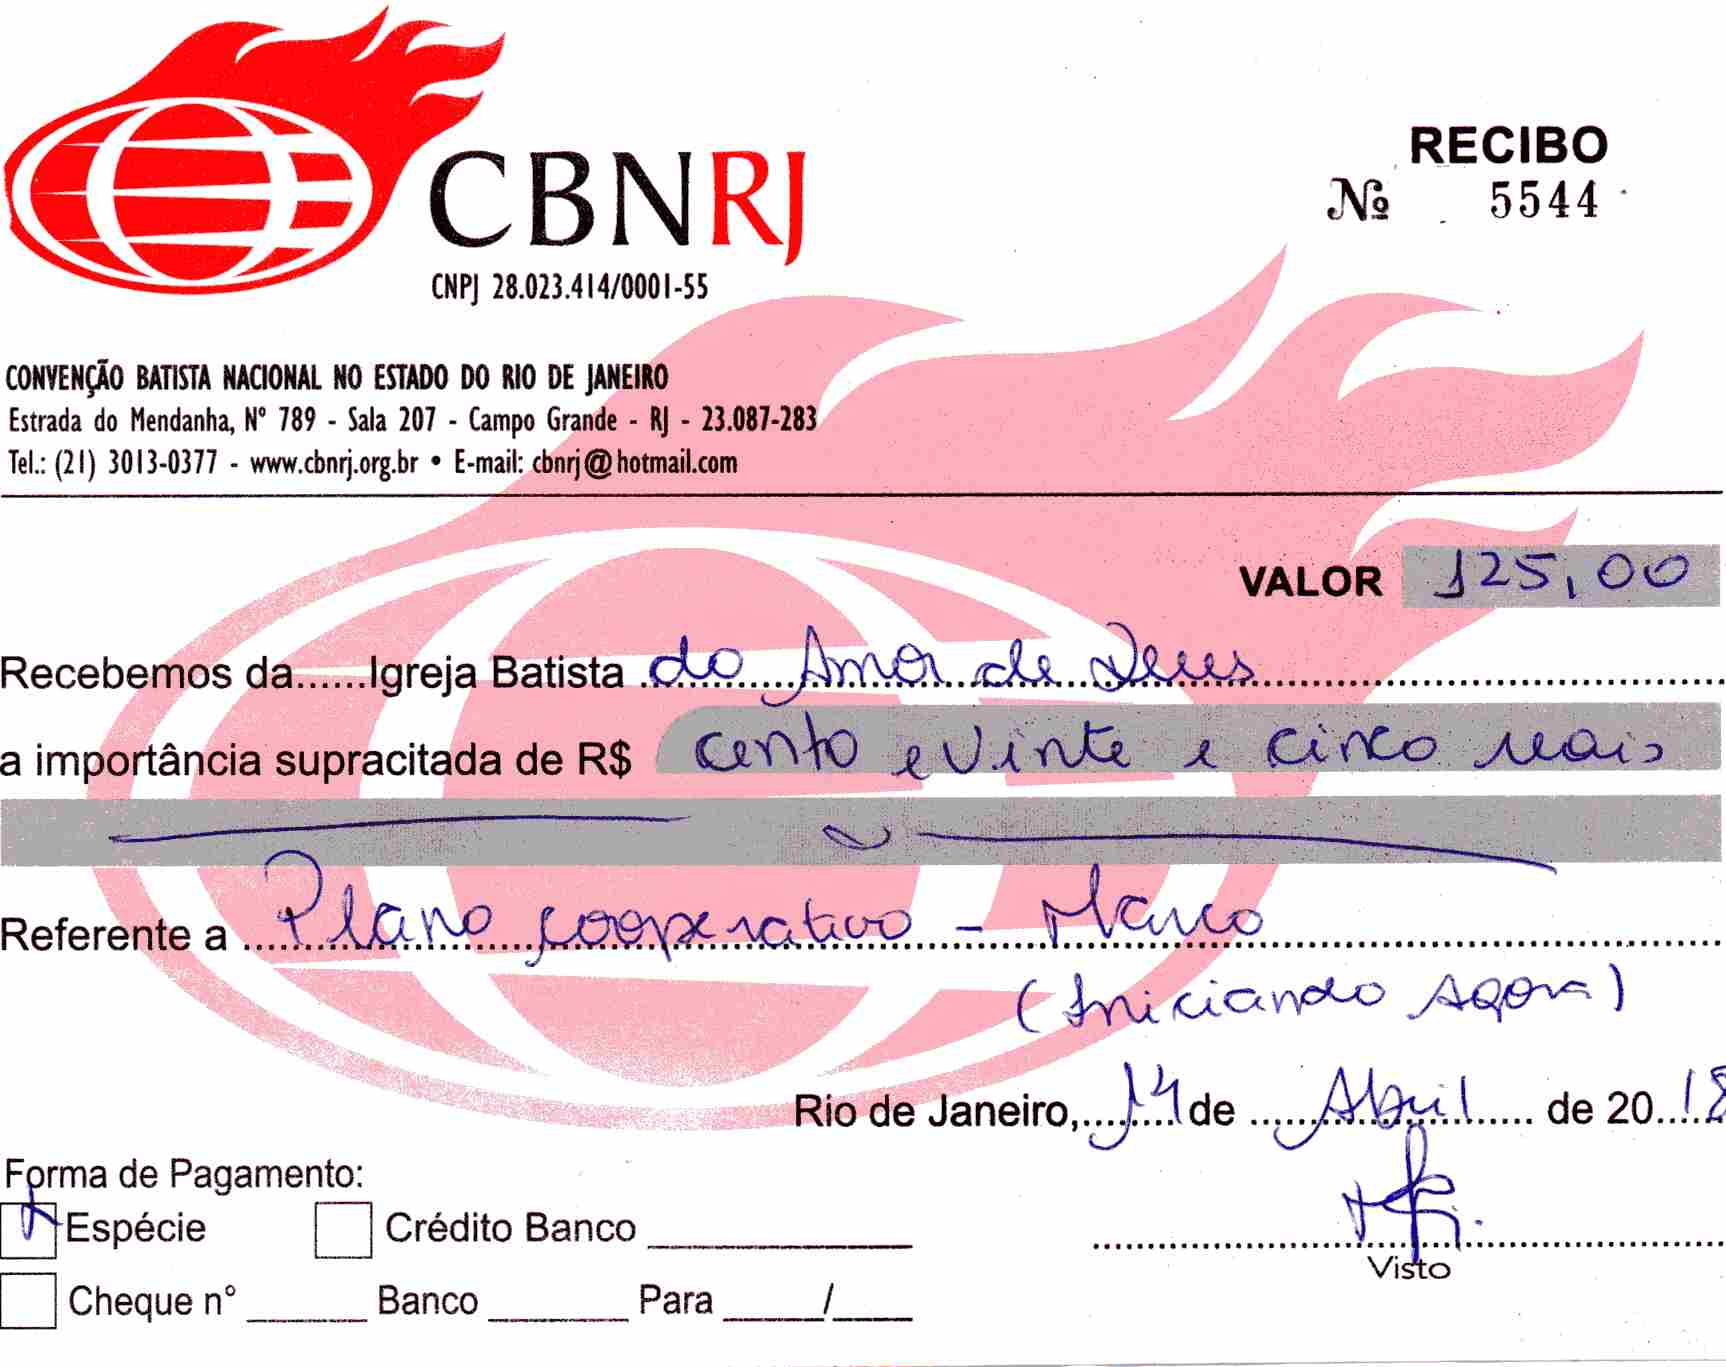 CBNRJ
CNPJ 28.023.414/0001-55
RECIBO
Nº 5544
CONVENÇÃO BATISTA NACIONAL NO ESTADO DO RIO DE JANEIRO
Estrada do Mendanha, Nº 789 - Sala 207 - Campo Grande - RJ - 23.087-283
Tel.: (21) 3013-0377 - www.cbnrj.org.br • E-mail: cbnrj@hotmail.com
VALOR 125,00
Recebemos da......Igreja Batista do Amor de Deus
a importância supracitada de R$ cento e vinte e cinco reais
Referente a Plano cooperativo - Março
(Iniciando Agora)
Rio de Janeiro, 14 de Abril de 2018
Forma de Pagamento:
x Espécie Crédito Banco
Visto
Cheque nº Banco Para /